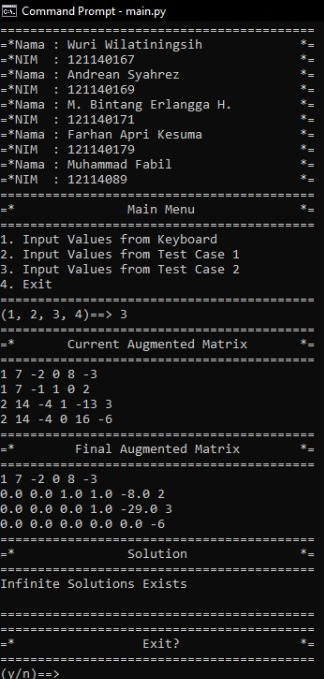 Command Prompt - main.py
=========================================
=*Nama : Wuri Wilatiningsih *=
=*NIM : 121140167 *=
=*Nama : Andrean Syahrez *=
=*NIM : 121140169 *=
=*Nama : M. Bintang Erlangga H. *=
=*NIM : 121140171 *=
=*Nama : Farhan Apri Kesuma *=
=*NIM : 121140179 *=
=*Nama : Muhammad Fabil *=
=*NIM : 12114089 *=
=========================================
=* Main Menu *=
=========================================
1. Input Values from Keyboard
2. Input Values from Test Case 1
3. Input Values from Test Case 2
4. Exit
=========================================
(1, 2, 3, 4)==> 3
=========================================
=* Current Augmented Matrix *=
=========================================
1 7 -2 0 8 -3
1 7 -1 1 0 2
2 14 -4 1 -13 3
2 14 -4 0 16 -6
=========================================
=* Final Augmented Matrix *=
=========================================
1 7 -2 0 8 -3
0.0 0.0 1.0 1.0 -8.0 2
0.0 0.0 0.0 1.0 -29.0 3
0.0 0.0 0.0 0.0 0.0 -6
=========================================
=* Solution *=
=========================================
Infinite Solutions Exists
=========================================
=========================================
=* Exit? *=
=========================================
(y/n)==>